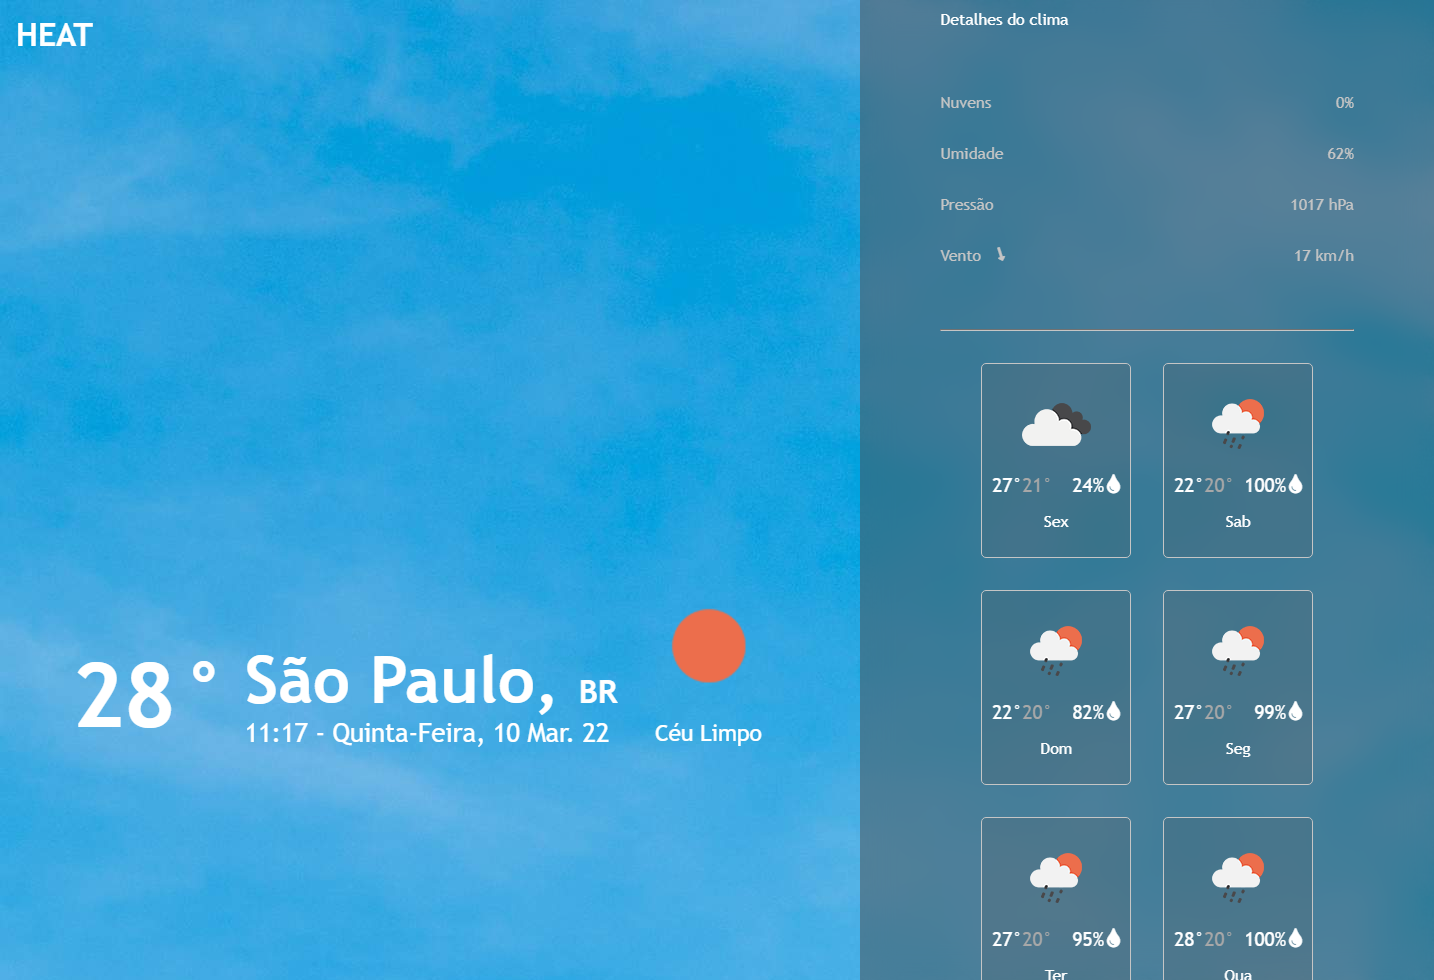 HEAT
28° São Paulo, BR
11:17 - Quinta-Feira, 10 Mar. 22
Céu Limpo
Detalhes do clima
Nuvens 0%
Umidade 62%
Pressão 1017 hPa
Vento 17 km/h
27° 21° 24%
Sex
22° 20° 100%
Sab
22° 20° 82%
Dom
27° 20° 99%
Seg
27° 20° 95%
Ter
28° 20° 100%
Qua